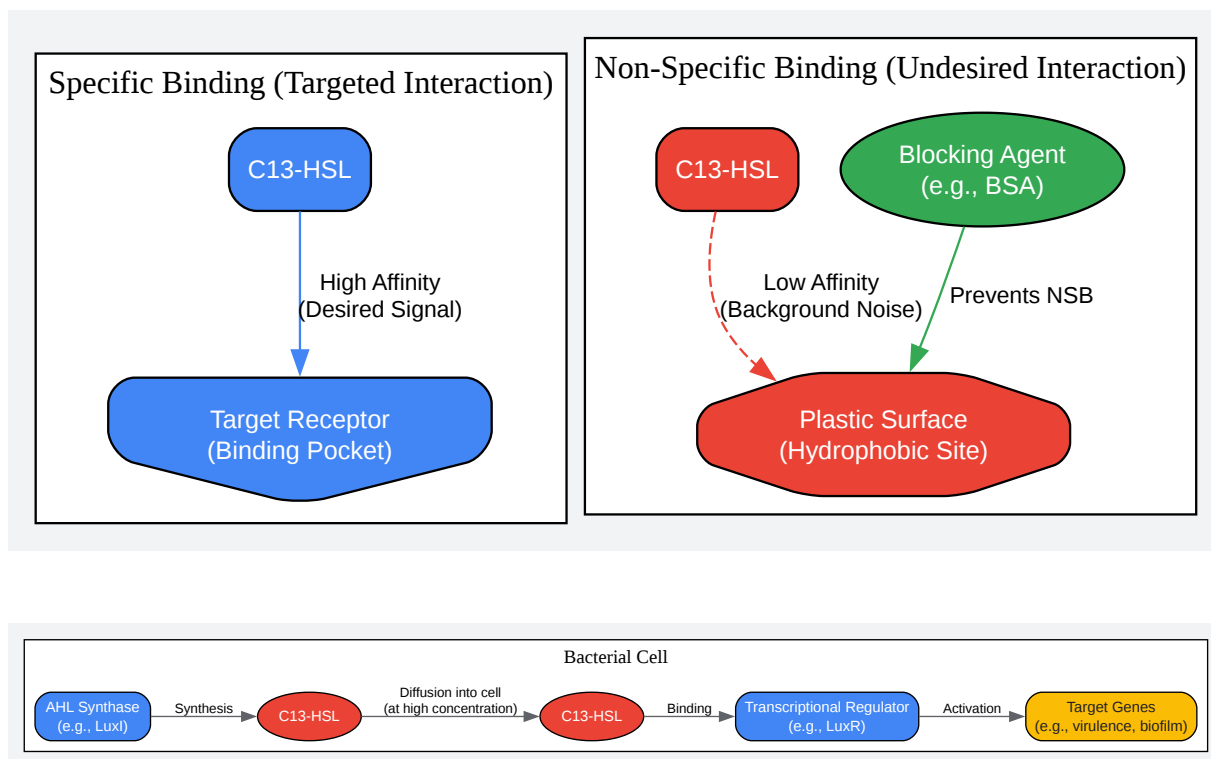 Specific Binding (Targeted Interaction)
C13-HSL
High Affinity
(Desired Signal)
Target Receptor
(Binding Pocket)
Non-Specific Binding (Undesired Interaction)
C13-HSL
Blocking Agent
(e.g., BSA)
Low Affinity
(Background Noise)
Prevents NSB
Plastic Surface
(Hydrophobic Site)
Bacterial Cell
AHL Synthase
(e.g., LuxI)
Synthesis
C13-HSL
Diffusion into cell
(at high concentration)
C13-HSL
Binding
Transcriptional Regulator
(e.g., LuxR)
Activation
Target Genes
(e.g., virulence, biofilm)